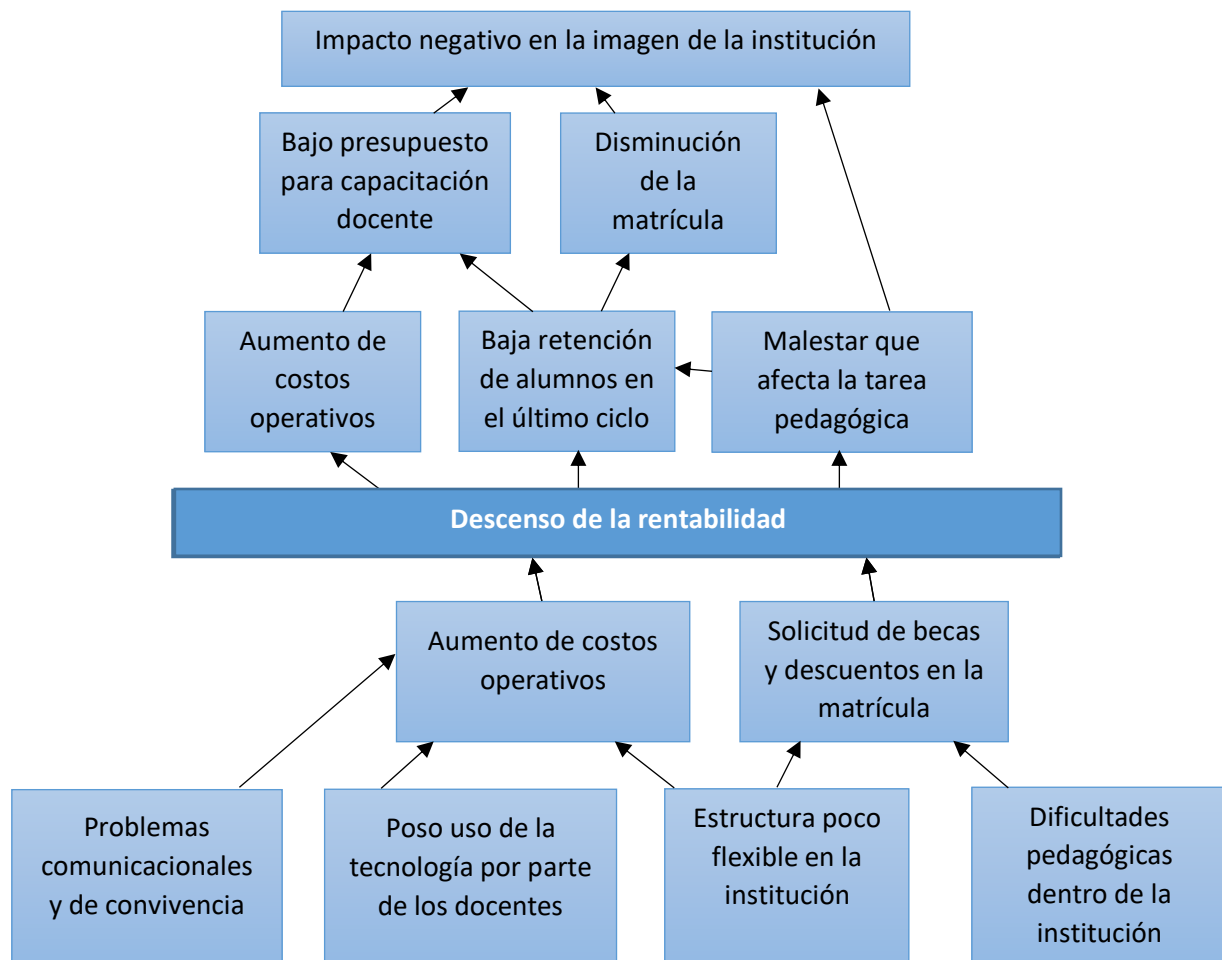 Impacto negativo en la imagen de la institución
Bajo presupuesto
para capacitación
docente
Disminución
de la
matrícula
Aumento de
costos
operativos
Baja retención
de alumnos en
el último ciclo
Malestar que
afecta la tarea
pedagógica
Descenso de la rentabilidad
Aumento de costos
operativos
Solicitud de becas
y descuentos en la
matrícula
Problemas
comunicacionales
y de convivencia
Poso uso de la
tecnología por parte
de los docentes
Estructura poco
flexible en la
institución
Dificultades
pedagógicas
dentro de la
institución